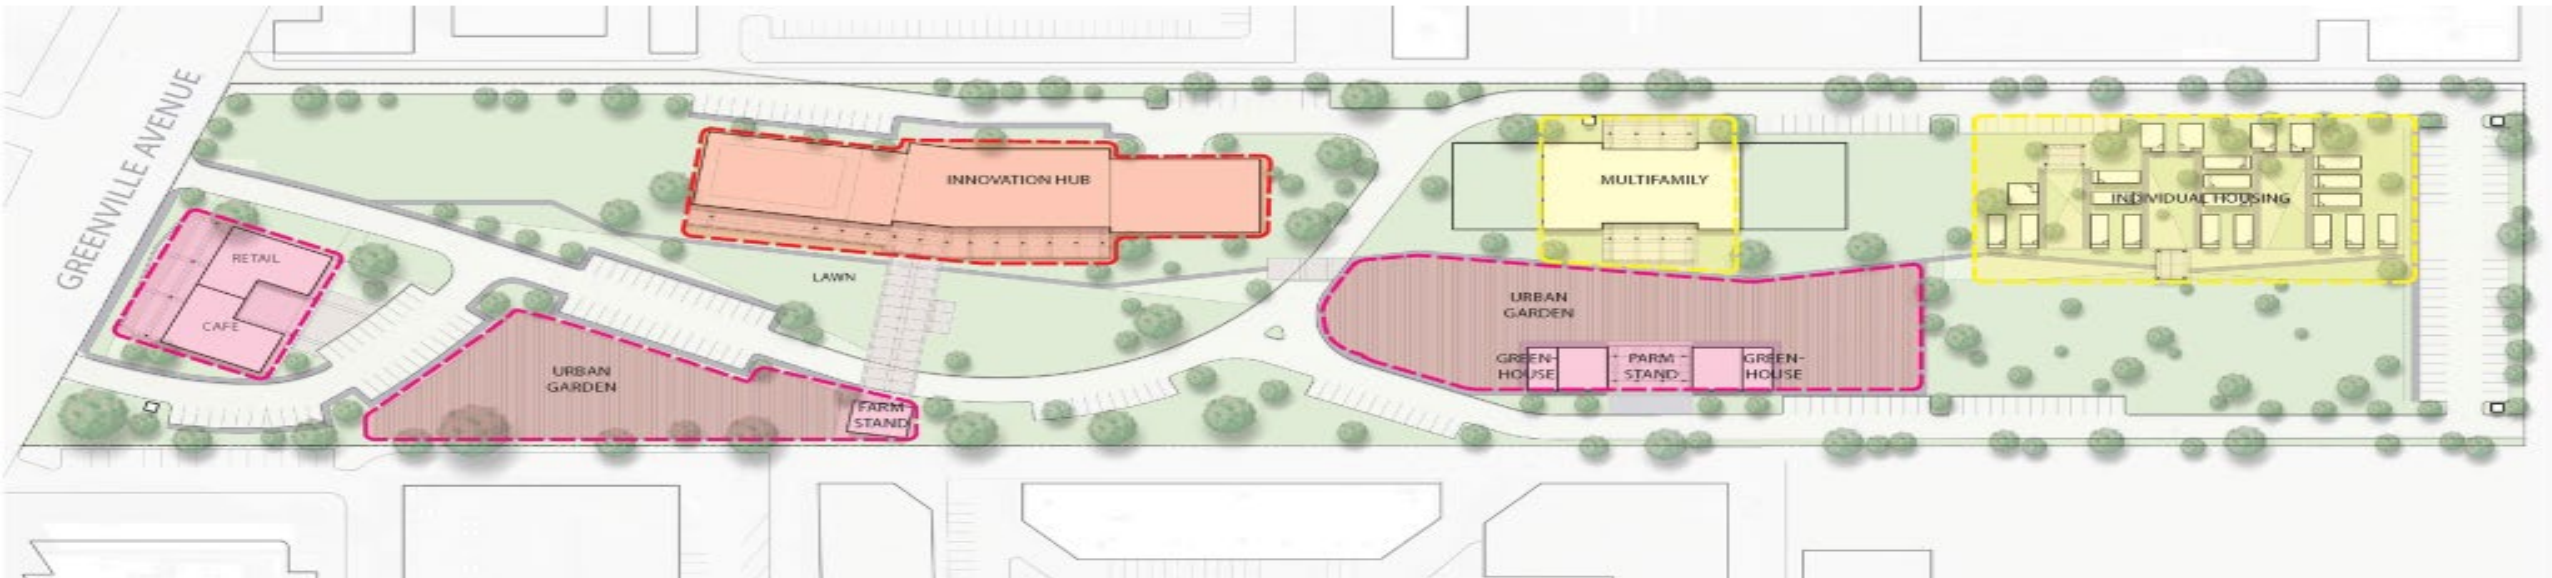 GREENVILLE AVENUE
RETAIL
CAFE
URBAN
GARDEN
FARM
STAND
LAWN
INNOVATION HUB
MULTIFAMILY
INDIVIDUAL HOUSING
URBAN
GARDEN
GREEN-
HOUSE
PARM
STAND
GREEN-
HOUSE